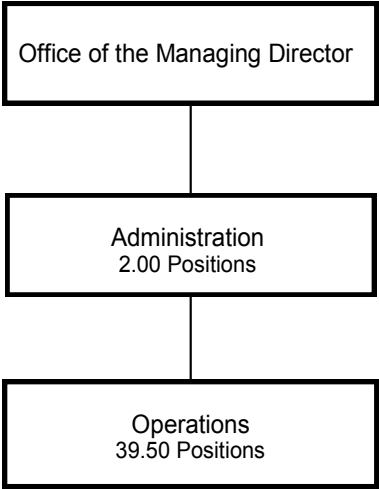 Office of the Managing Director
Administration
2.00 Positions
Operations
39.50 Positions